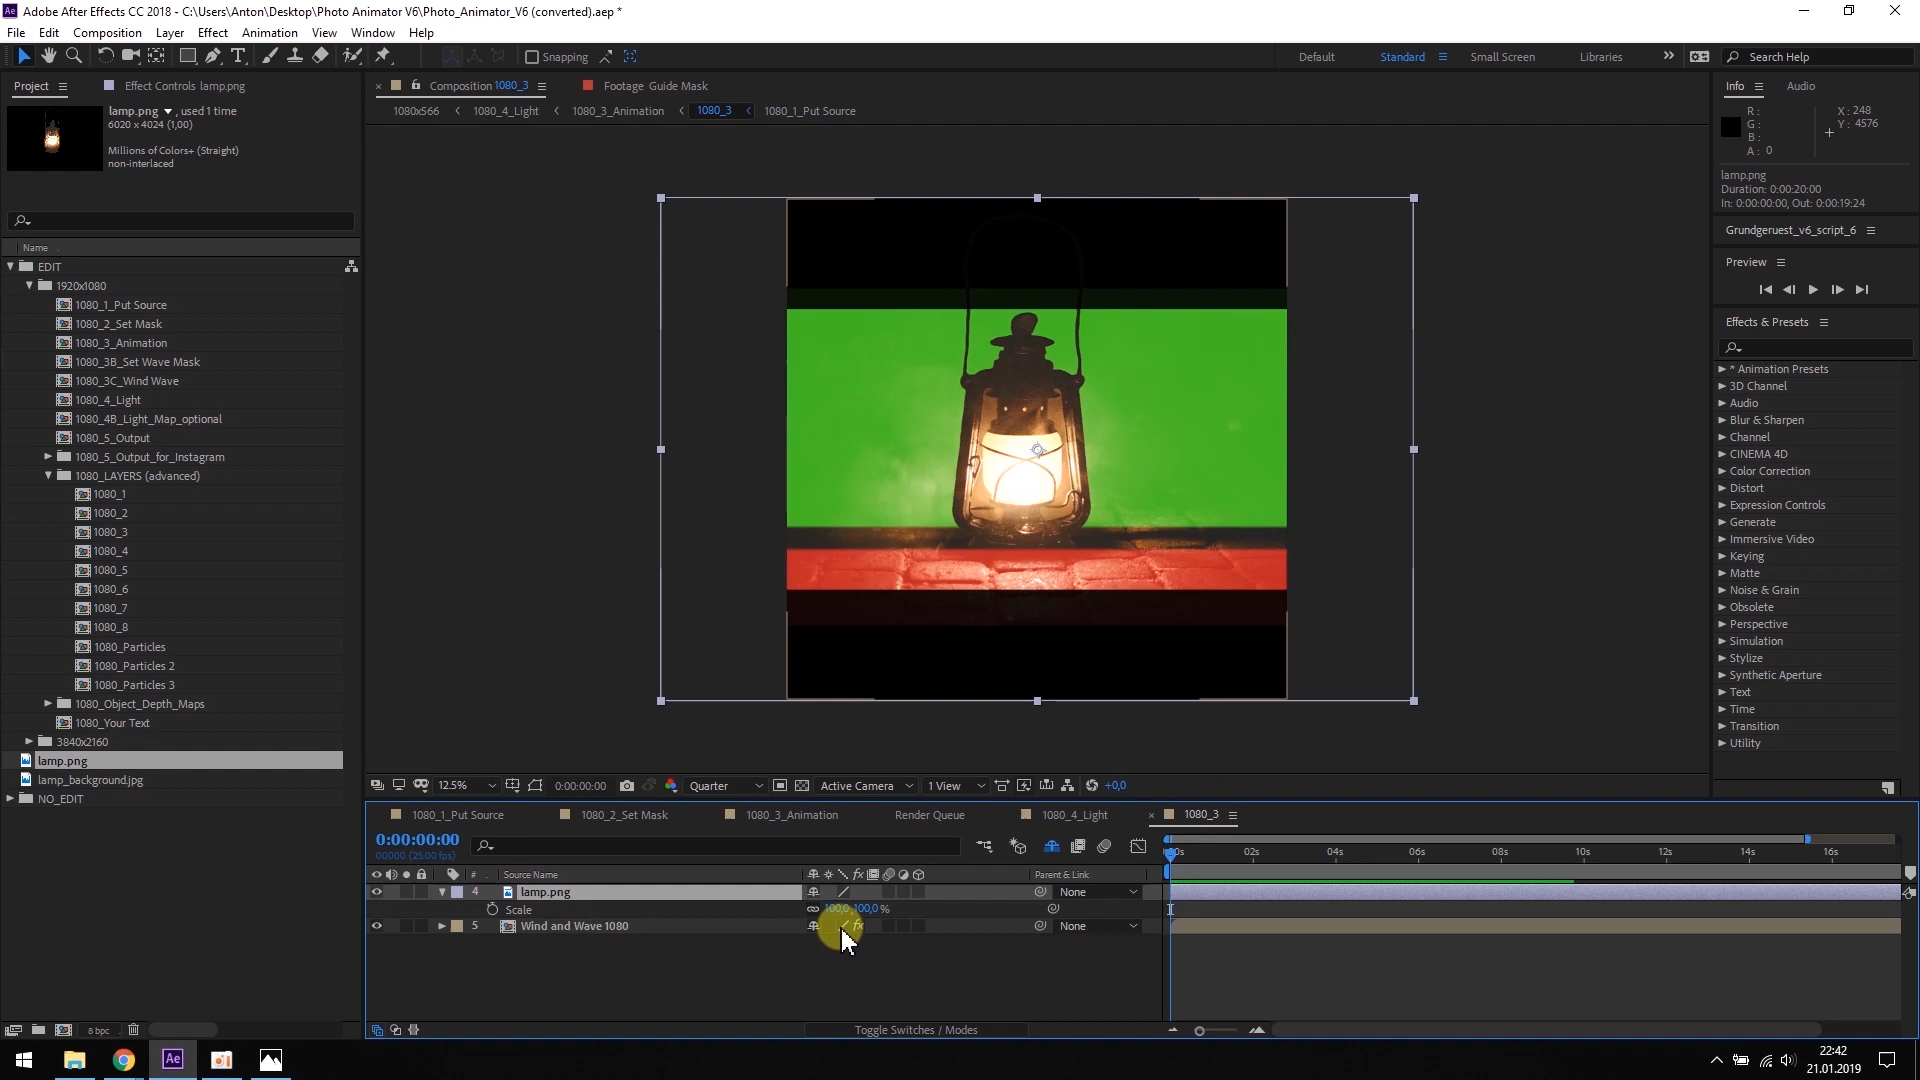 Adobe After Effects CC 2018 - C:\Users\Anton\Desktop\Photo Animator V6\Photo_Animator_V6 (converted).aep *
File Edit Composition Layer Effect Animation View Window Help
Snapping
Default Standard Small Screen Libraries Search Help
Project Effect Controls lamp.png
lamp.png , used 1 time
6020 x 4024 (1,00)
Millions of Colors+ (Straight)
non-interlaced
Name
EDIT
1920x1080
1080_1_Put Source
1080_2_Set Mask
1080_3_Animation
1080_3B_Set Wave Mask
1080_3C_Wind Wave
1080_4_Light
1080_4B_Light_Map_optional
1080_5_Output
1080_5_Output_for_Instagram
1080_LAYERS (advanced)
1080_1
1080_2
1080_3
1080_4
1080_5
1080_6
1080_7
1080_8
1080_Particles
1080_Particles 2
1080_Particles 3
1080_Object_Depth_Maps
1080_Your Text
3840x2160
lamp.png
lamp_background.jpg
NO_EDIT
8 bpc
Composition 1080_3 Footage Guide Mask
1080x566 1080_4_Light 1080_3_Animation 1080_3 1080_1_Put Source
12.5% 0:00:00:00 Quarter Active Camera 1 View +0,0
Info Audio
R: X: 248
G: Y: 4576
B:
A: 0
lamp.png
Duration: 0:00:20:00
In: 0:00:00:00, Out: 0:00:19:24
Grundgeruest_v6_script_6
Preview
Effects & Presets
* Animation Presets
3D Channel
Audio
Blur & Sharpen
Channel
CINEMA 4D
Color Correction
Distort
Expression Controls
Generate
Immersive Video
Keying
Matte
Noise & Grain
Obsolete
Perspective
Simulation
Stylize
Synthetic Aperture
Text
Time
Transition
Utility
1080_1_Put Source 1080_2_Set Mask 1080_3_Animation Render Queue 1080_4_Light 1080_3
0:00:00:00
00000 (25.00 fps)
02s 04s 06s 08s 10s 12s 14s 16s
# Source Name fx Parent & Link
4 lamp.png None
Scale 100,0, 100,0 %
5 Wind and Wave 1080 fx None
Toggle Switches / Modes
Ae
22:42
21.01.2019